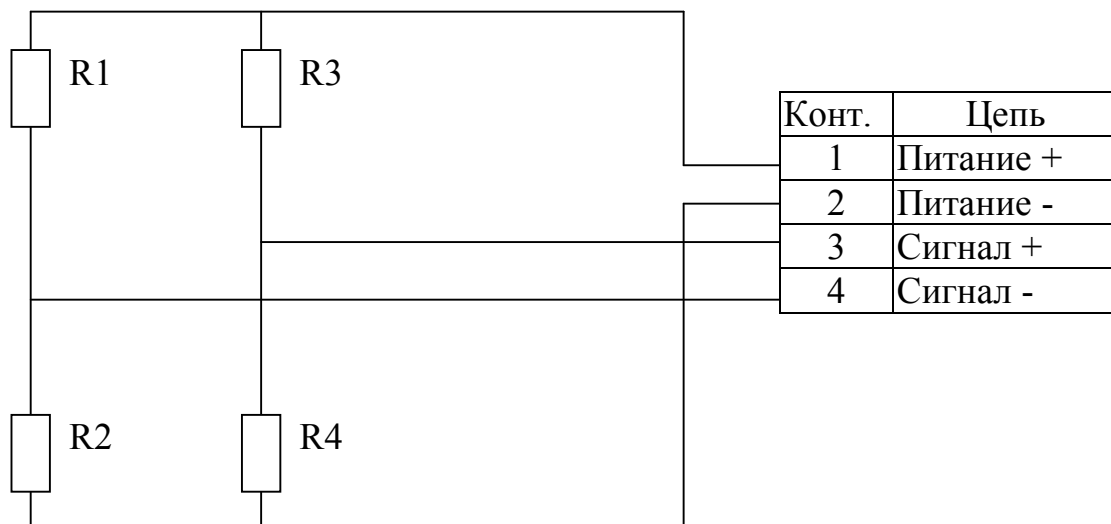 R1
R3
Конт. Цепь
1 Питание +
2 Питание -
3 Сигнал +
4 Сигнал -
R2
R4